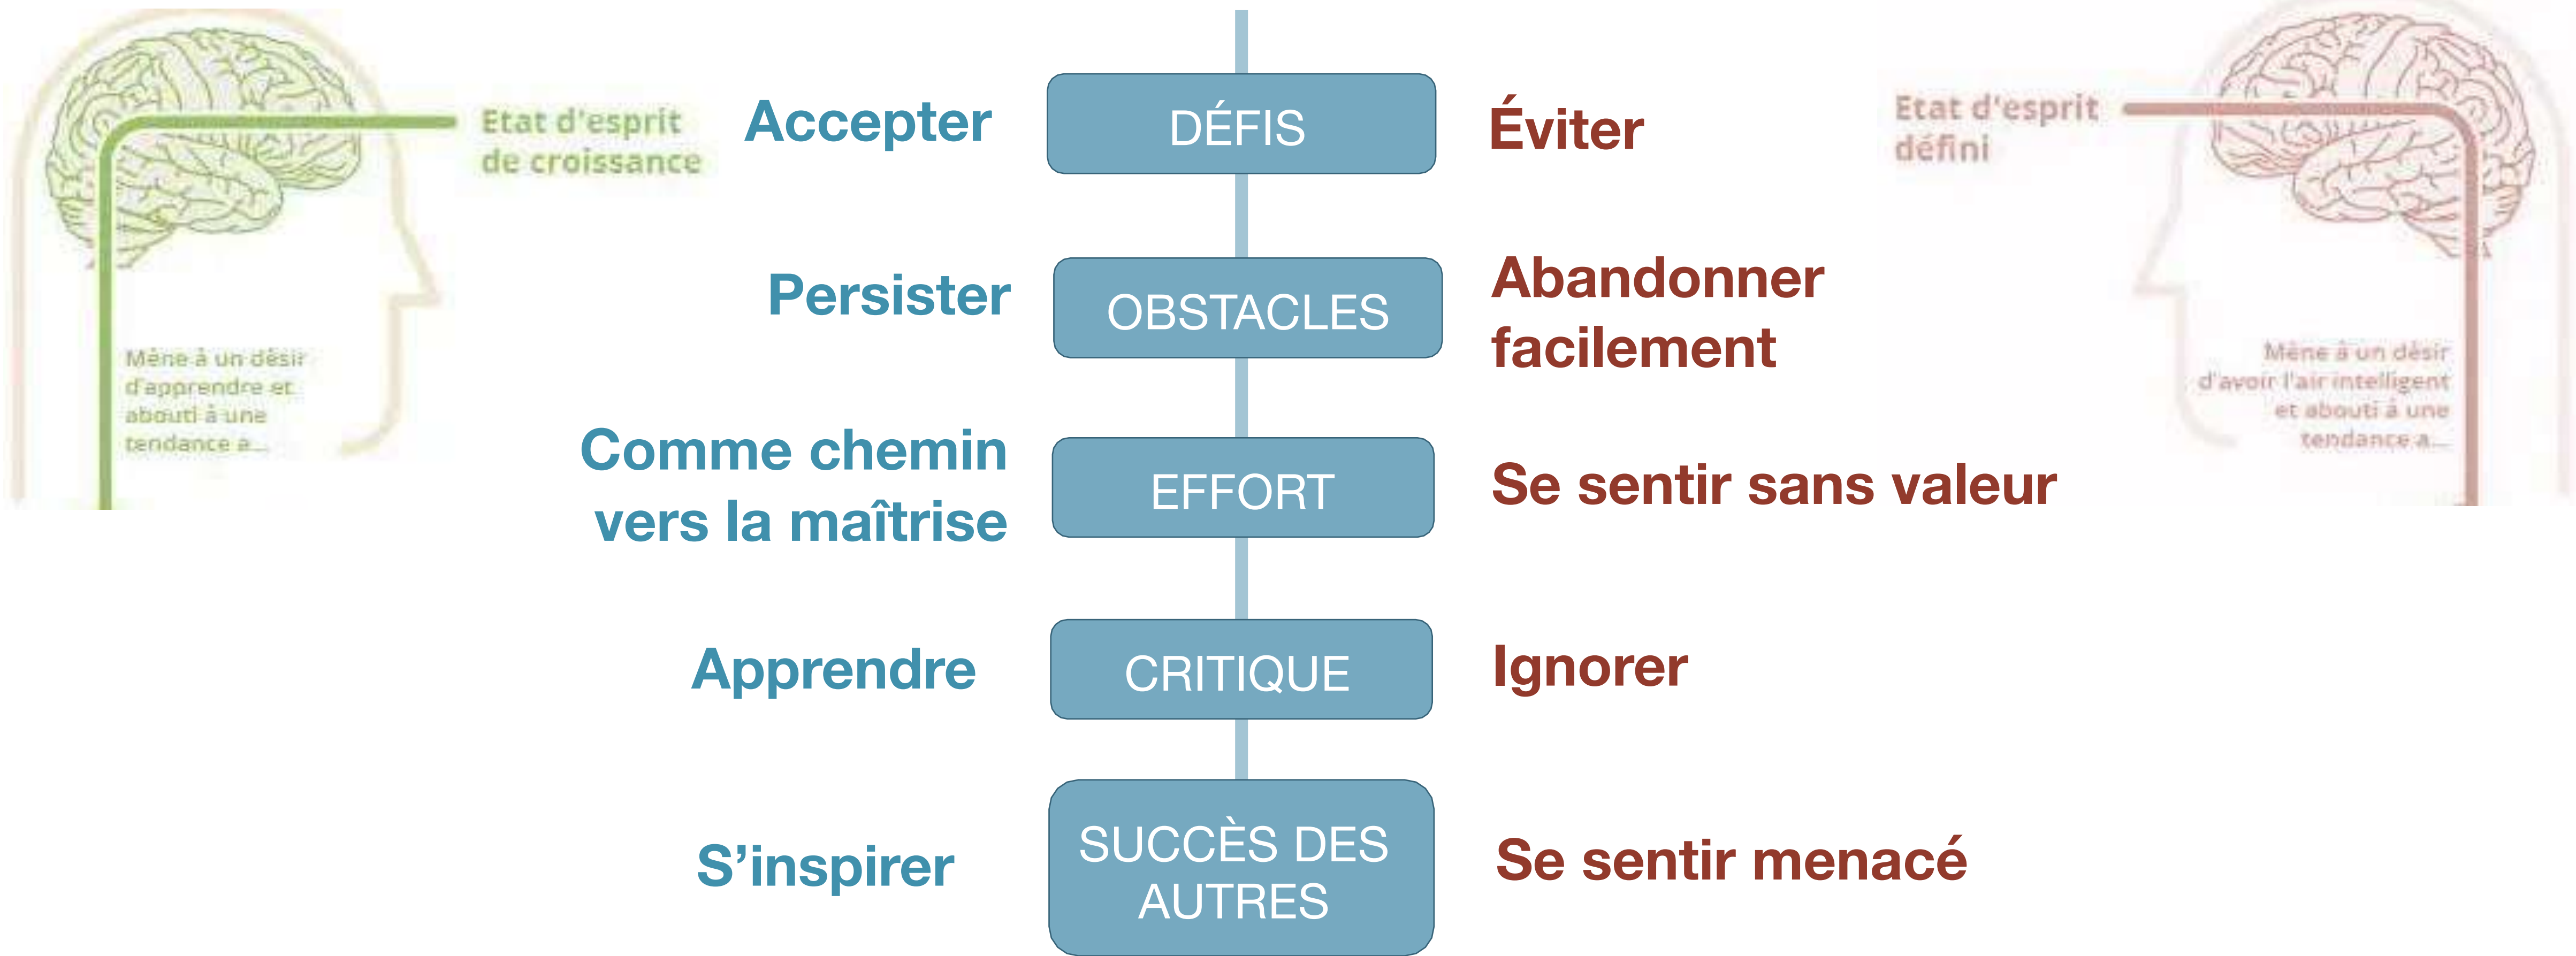 Etat d'esprit
de croissance
Mène à un désir
d'apprendre et
abouti à une
tendance a...
Accepter
DÉFIS
Éviter
Persister
OBSTACLES
Abandonner
facilement
Comme chemin
vers la maîtrise
EFFORT
Se sentir sans valeur
Apprendre
CRITIQUE
Ignorer
S’inspirer
SUCCÈS DES
AUTRES
Se sentir menacé
Etat d'esprit
défini
Mène à un désir
d'avoir l'air intelligent
et abouti à une
tendance a...